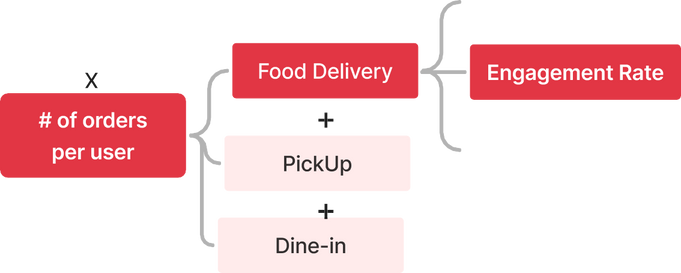 X
# of orders
per user
Food Delivery
+
PickUp
+
Dine-in
Engagement Rate